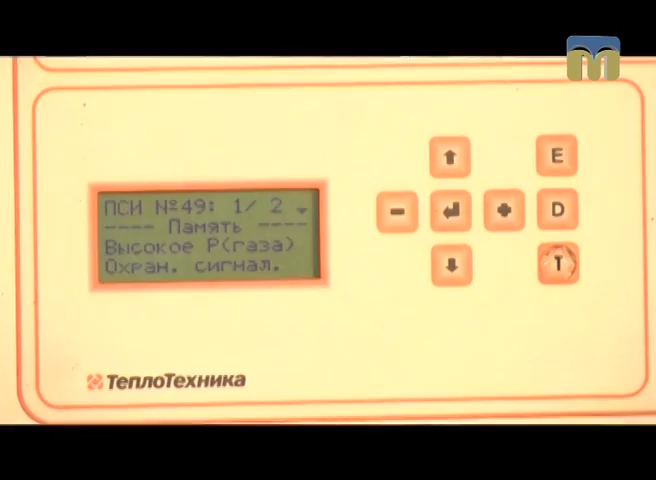 ПСИ №49: 1/ 2
---- Память ----
Высокое P(газа)
Охран. сигнал.
E
D
T
ТеплоТехника